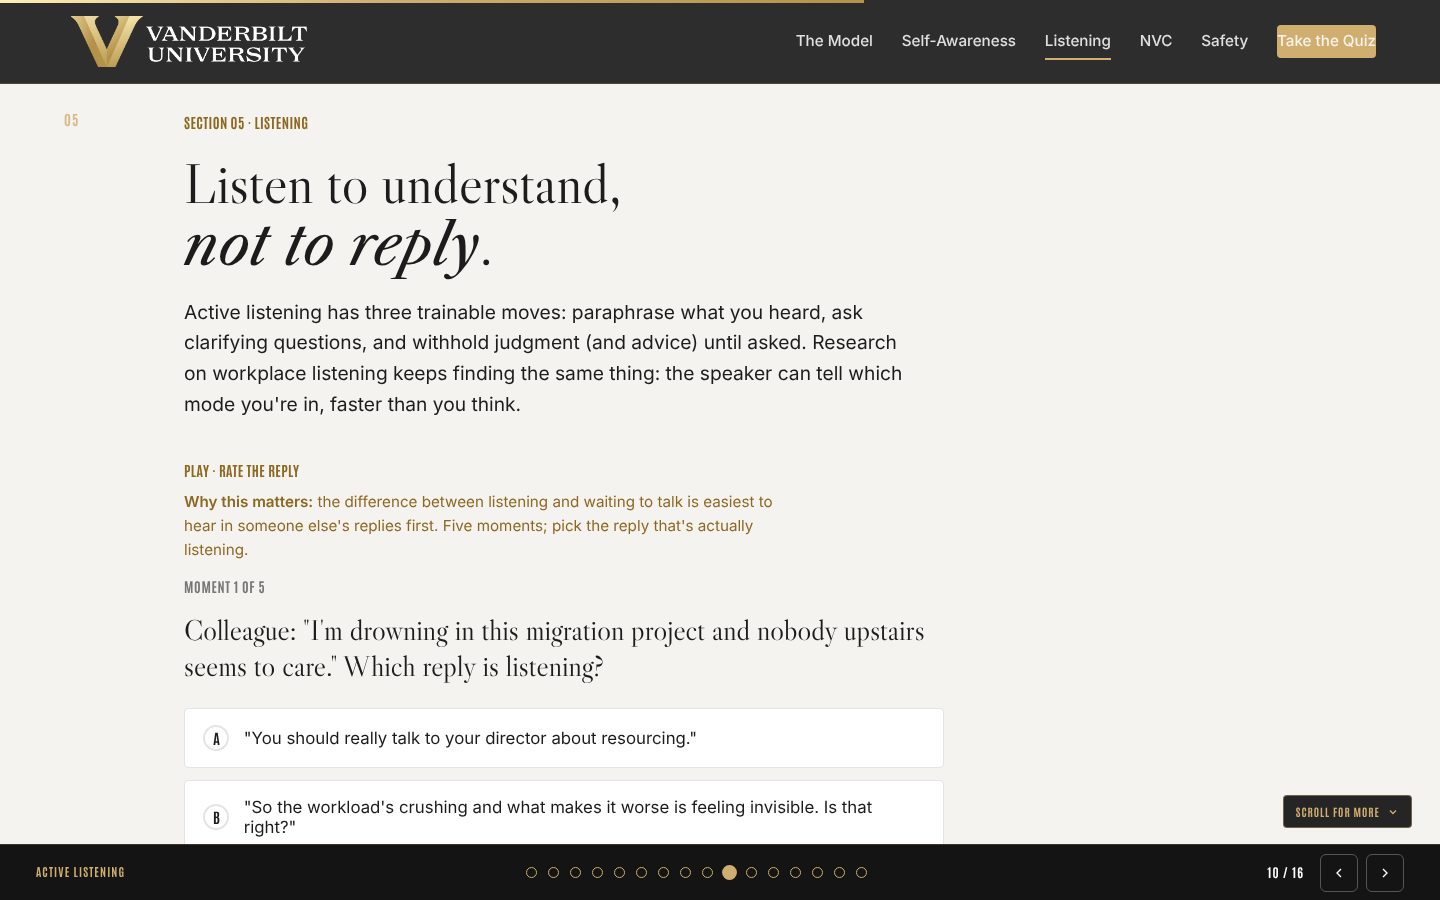 VANDERBILT
UNIVERSITY
The Model
Self-Awareness
Listening
NVC
Safety
Take the Quiz
05
SECTION 05 · LISTENING
Listen to understand,
not to reply.
Active listening has three trainable moves: paraphrase what you heard, ask
clarifying questions, and withhold judgment (and advice) until asked. Research
on workplace listening keeps finding the same thing: the speaker can tell which
mode you're in, faster than you think.
PLAY · RATE THE REPLY
Why this matters: the difference between listening and waiting to talk is easiest to
hear in someone else's replies first. Five moments; pick the reply that's actually
listening.
MOMENT 1 OF 5
Colleague: "I'm drowning in this migration project and nobody upstairs
seems to care." Which reply is listening?
A "You should really talk to your director about resourcing."
B "So the workload's crushing and what makes it worse is feeling invisible. Is that
right?"
SCROLL FOR MORE
ACTIVE LISTENING
10 / 16